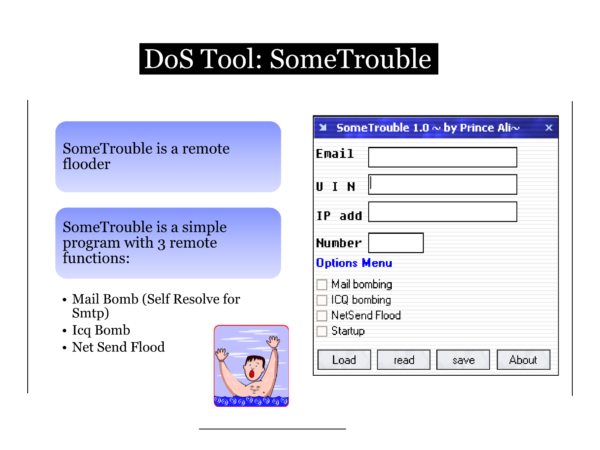 DoS Tool: SomeTrouble
SomeTrouble is a remote
flooder
SomeTrouble is a simple
program with 3 remote
functions:
• Mail Bomb (Self Resolve for
Smtp)
• Icq Bomb
• Net Send Flood
SomeTrouble 1.0 ~ by Prince Ali~
Email
U I N
IP add
Number
Options Menu
Mail bombing
ICQ bombing
NetSend Flood
Startup
Load read save About